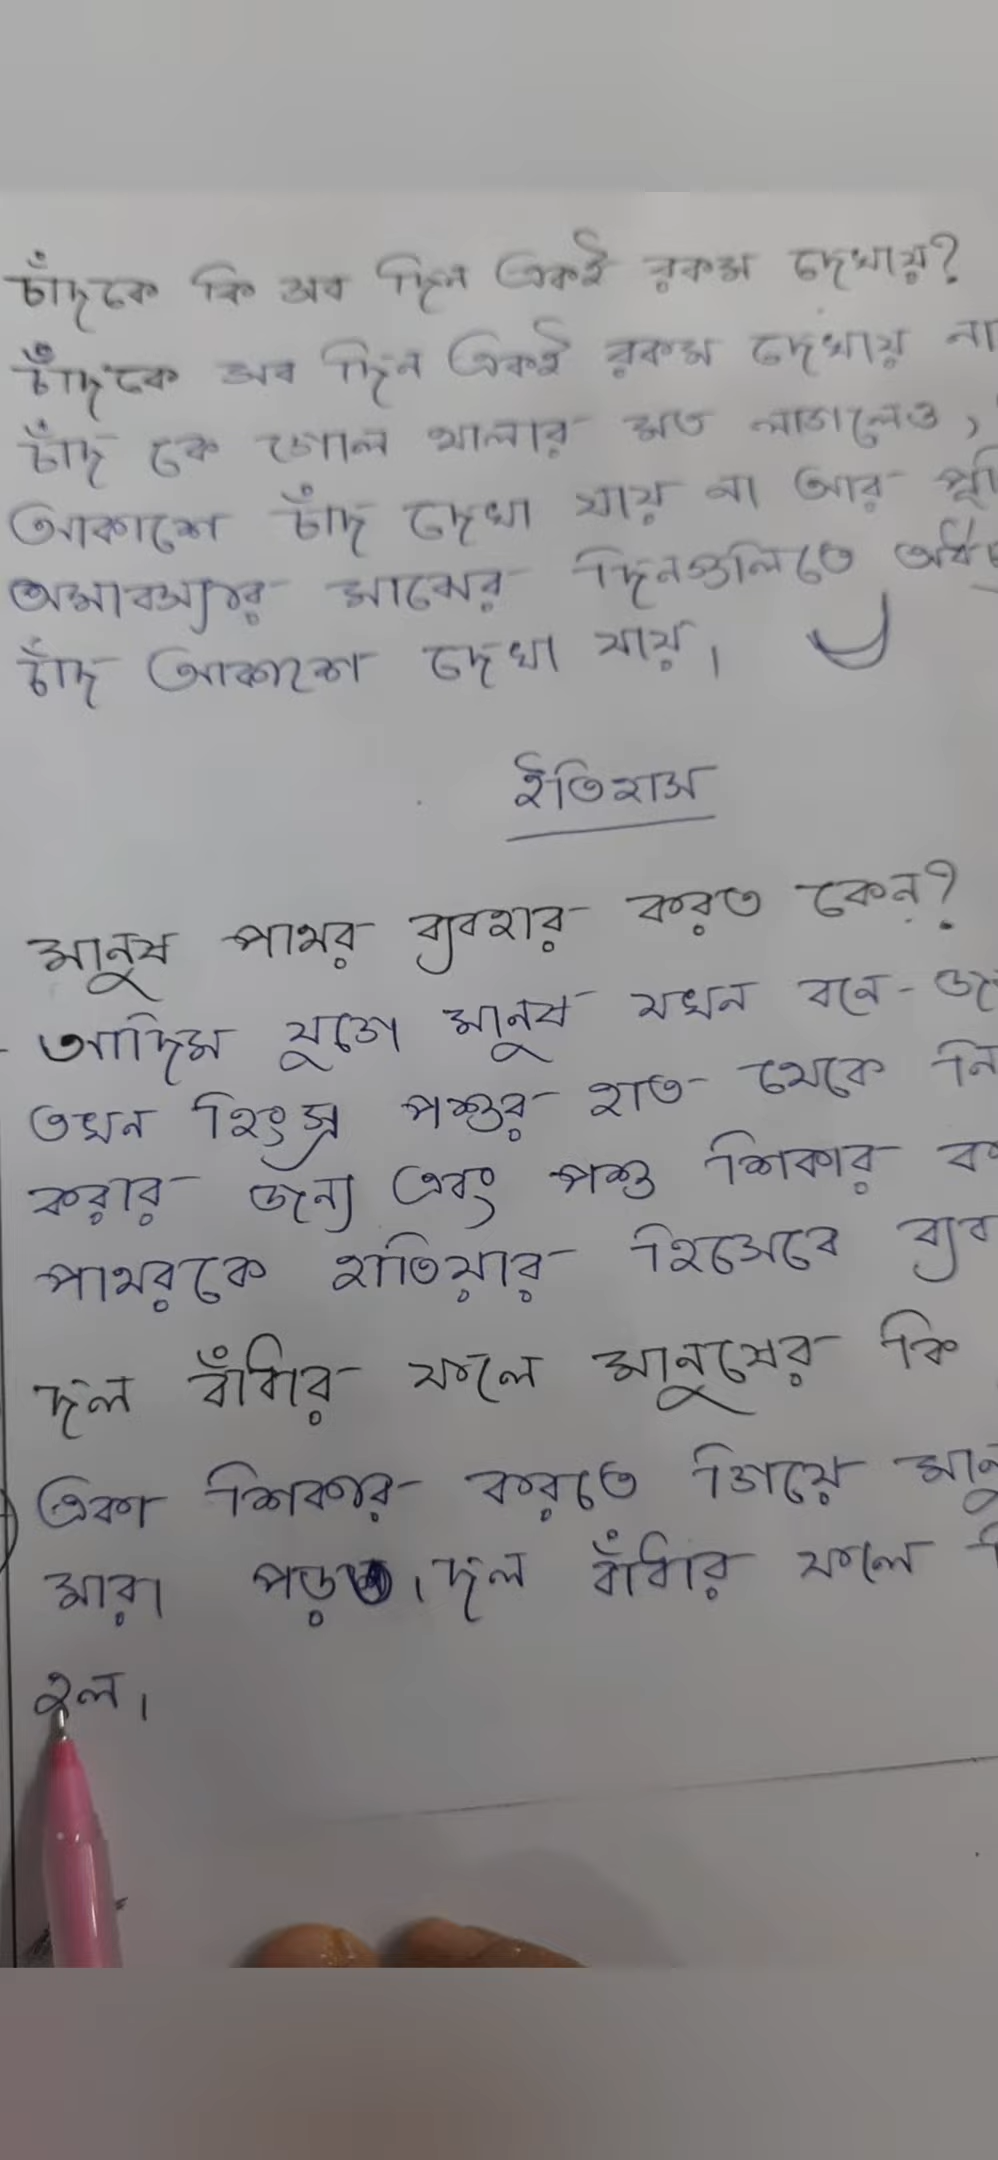 চাঁদকে কি সব দিন একই রকম দেখায়?
চাঁদকে সব দিন একই রকম দেখায় না
চাঁদ কে গোল থালার মত লাগলেও,
আকাশে চাঁদ দেখা যায় না আর
অমাবস্যার মাসের দিনগুলিতে
চাঁদ আকাশে দেখা যায়।
ইতিহাস
মানুষ পাথর ব্যবহার করত কেন?
আদিম যুগে মানুষ যখন বনে-
তখন হিংস্র পশুর হাত থেকে
করার জন্য এবং পশু শিকার
পাথরকে হাতিয়ার হিসেবে
দল বাঁধার ফলে মানুষের কি
একা শিকার করতে গিয়ে
মারা পড়ত। দল বাঁধার ফলে
হল।